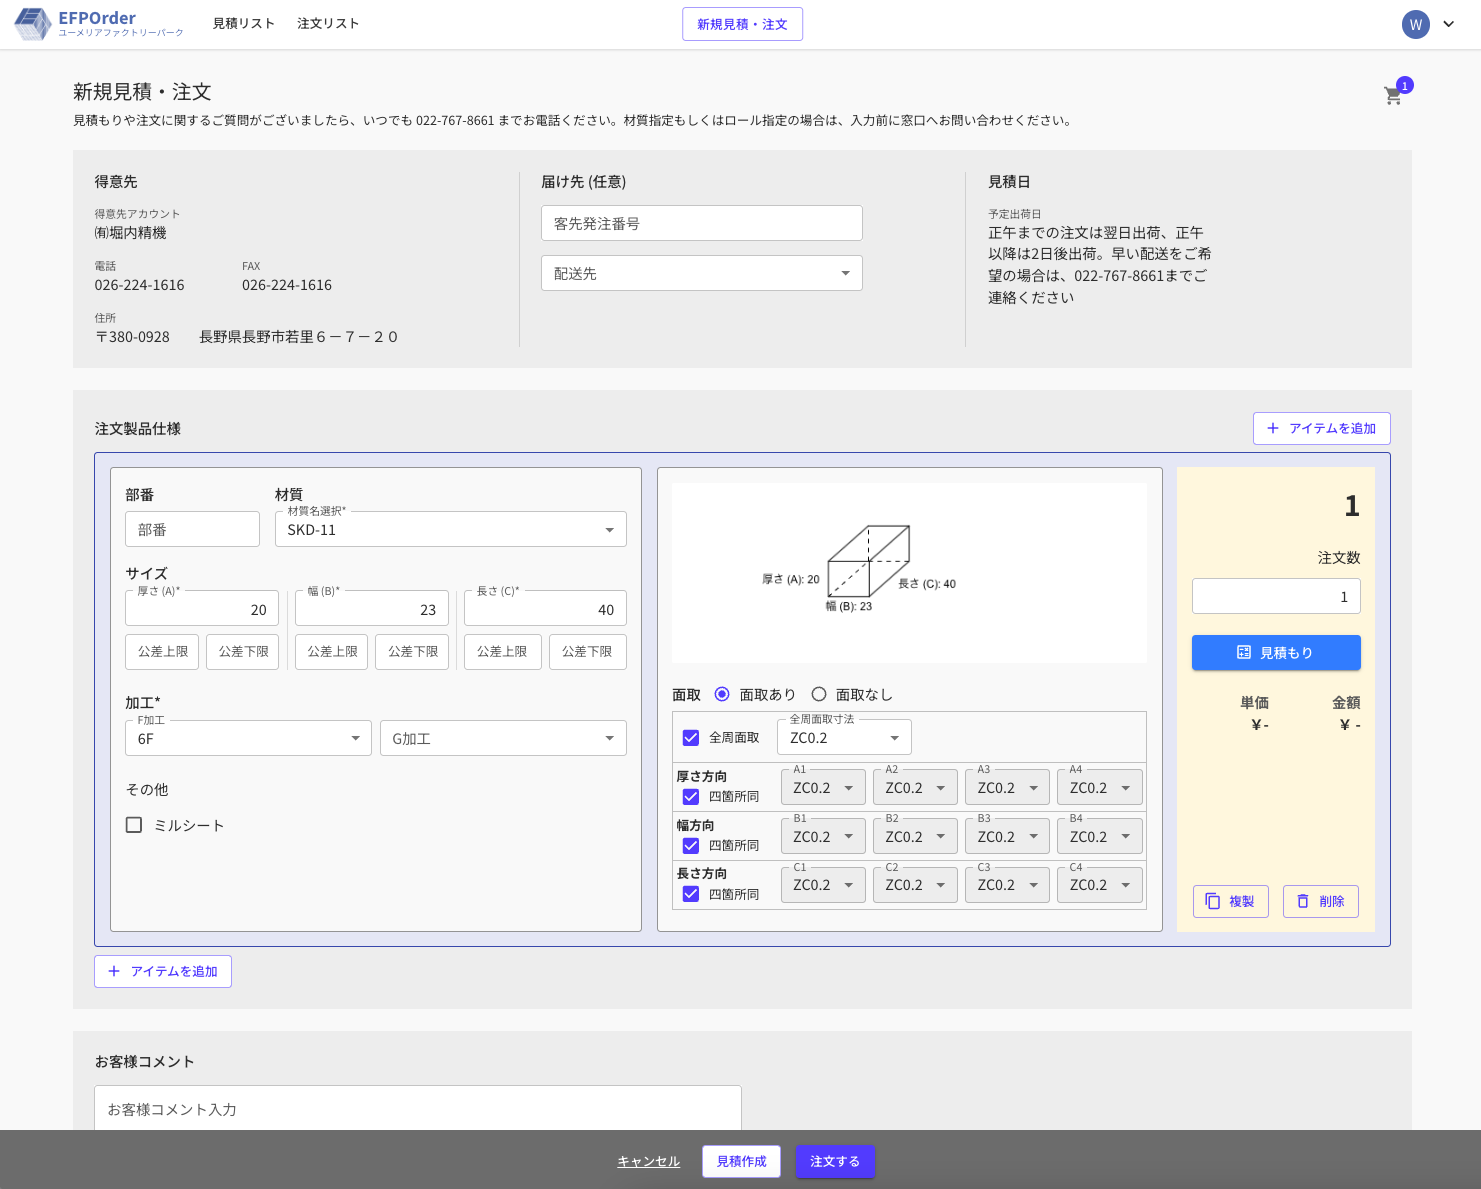 EFPOrder
ユーメリアファクトリーパーク
見積リスト 注文リスト
新規見積・注文
W
新規見積・注文
1
見積もりや注文に関するご質問がございましたら、いつでも 022-767-8661 までお電話ください。材質指定もしくはロール指定の場合は、入力前に窓口へお問い合わせください。
得意先
得意先アカウント
㈲堀内精機
電話 FAX
026-224-1616 026-224-1616
住所
〒380-0928 長野県長野市若里６－７－２０
届け先 (任意)
客先発注番号
配送先
見積日
予定出荷日
正午までの注文は翌日出荷、正午
以降は2日後出荷。早い配送をご希
望の場合は、022-767-8661までご
連絡ください
注文製品仕様
アイテムを追加
部番 材質
部番
材質名選択*
SKD-11
サイズ
厚さ (A)* 幅 (B)* 長さ (C)*
20 23 40
公差上限 公差下限 公差上限 公差下限 公差上限 公差下限
加工*
F加工
6F G加工
その他
ミルシート
厚さ (A): 20
長さ (C): 40
幅 (B): 23
面取 面取あり 面取なし
全周面取
全周面取寸法
ZC0.2
厚さ方向
四箇所同
A1 A2 A3 A4
ZC0.2 ZC0.2 ZC0.2 ZC0.2
幅方向
四箇所同
B1 B2 B3 B4
ZC0.2 ZC0.2 ZC0.2 ZC0.2
長さ方向
四箇所同
C1 C2 C3 C4
ZC0.2 ZC0.2 ZC0.2 ZC0.2
1
注文数
1
見積もり
単価 金額
¥- ¥ -
複製 削除
アイテムを追加
お客様コメント
お客様コメント入力
キャンセル 見積作成 注文する